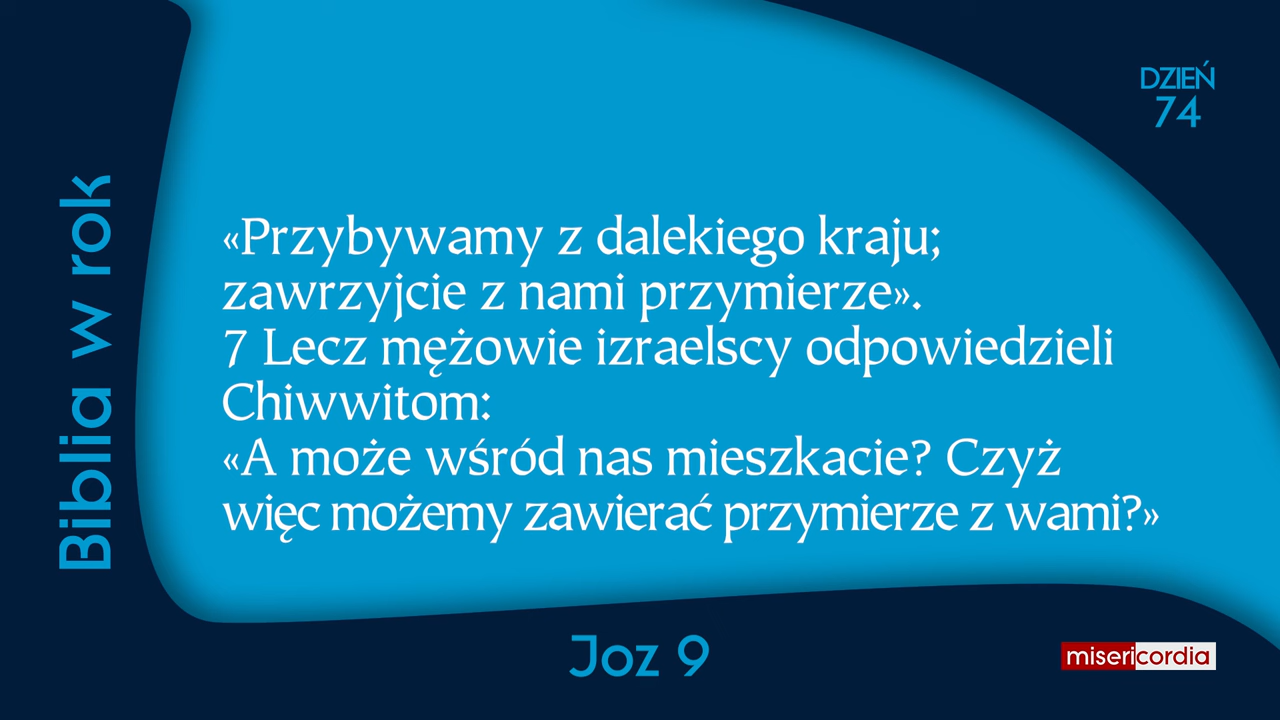 DZIEŃ
74
Biblia w rok
«Przybywamy z dalekiego kraju;
zawrzyjcie z nami przymierze».
7 Lecz mężowie izraelscy odpowiedzieli
Chiwwitom:
«A może wśród nas mieszkacie? Czyż
więc możemy zawierać przymierze z wami?»
Joz 9
misericordia